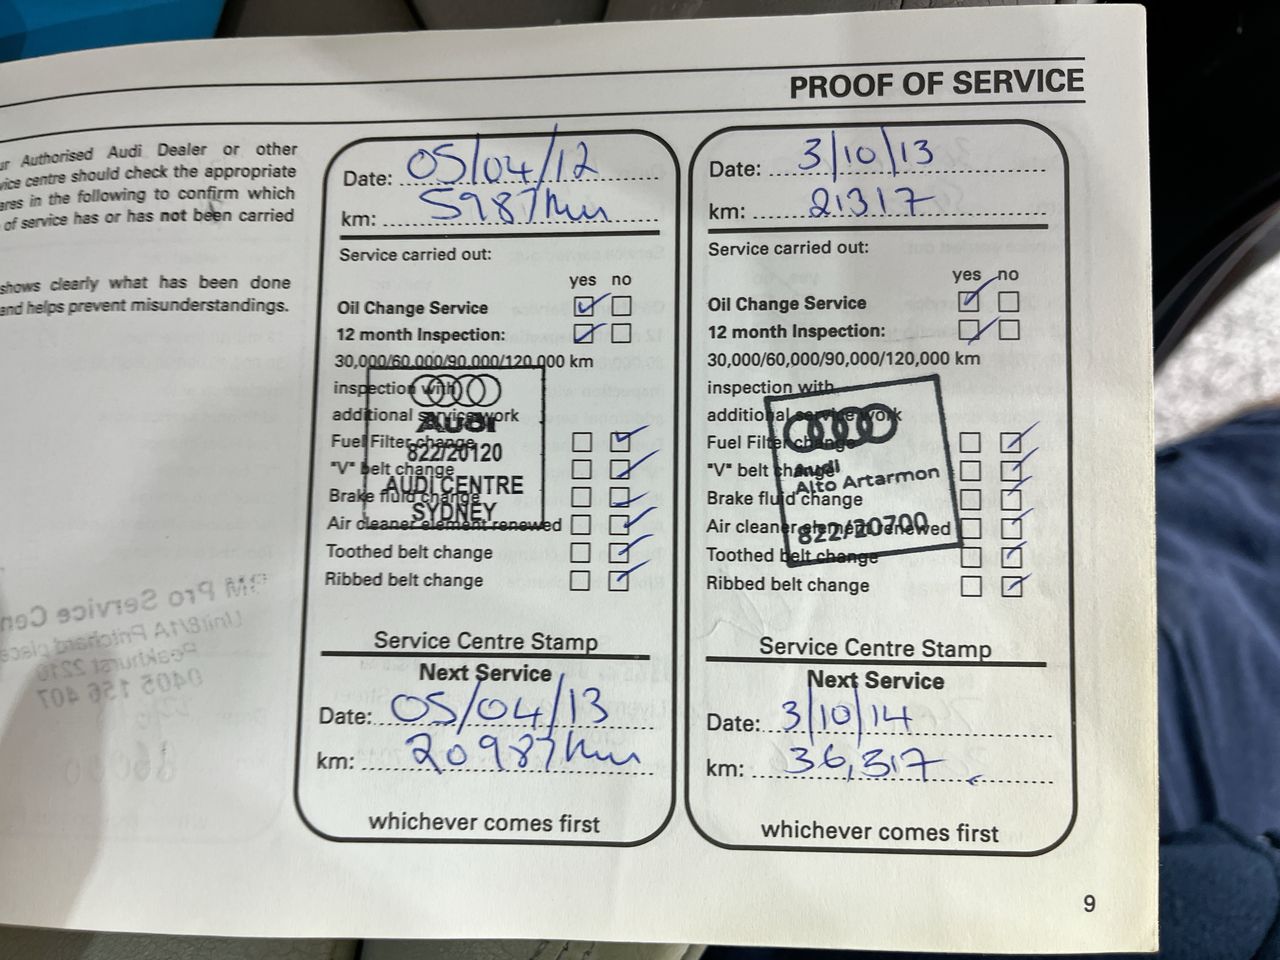 PROOF OF SERVICE
ur Authorised Audi Dealer or other
vice centre should check the appropriate
ares in the following to confirm which
of service has or has not been carried
shows clearly what has been done
and helps prevent misunderstandings.
Date: 05/04/12
km: 5987km
Service carried out:
yes no
Oil Change Service
12 month Inspection:
30,000/60,000/90,000/120,000 km
inspection with
additional service work
Fuel Filter change
"V" belt change
Brake fluid change
Air cleaner element renewed
Toothed belt change
Ribbed belt change
Audi
822/20120
AUDI CENTRE
SYDNEY
Service Centre Stamp
Next Service
Date: 05/04/13
km: 20987km
whichever comes first
Date: 3/10/13
km: 21317
Service carried out:
yes no
Oil Change Service
12 month Inspection:
30,000/60,000/90,000/120,000 km
inspection with
additional service work
Fuel Filter change
"V" belt change
Brake fluid change
Air cleaner element renewed
Toothed belt change
Ribbed belt change
Audi
Alto Artarmon
822/20700
Service Centre Stamp
Next Service
Date: 3/10/14
km: 36,317
whichever comes first
9